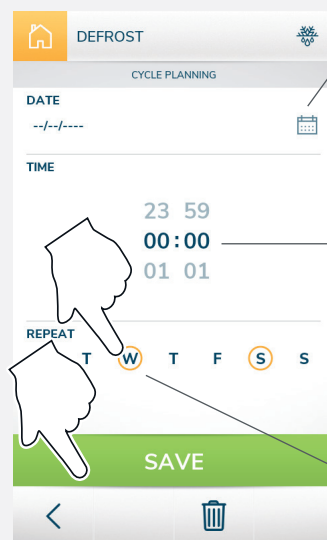 DEFROST
CYCLE PLANNING
DATE
--/--/----
TIME
23 59
00:00
01 01
REPEAT
T W T F S S
SAVE